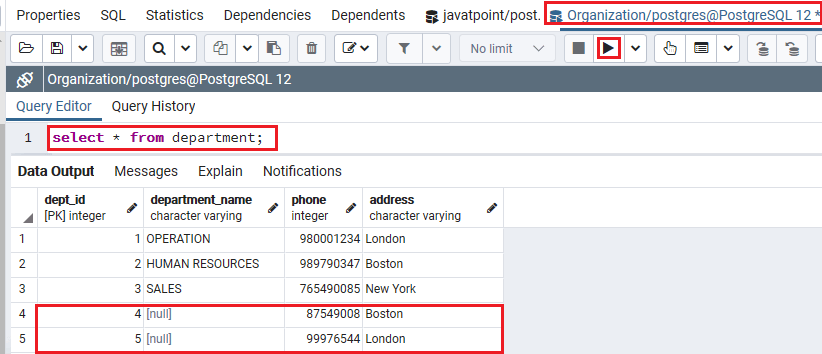 Properties SQL Statistics Dependencies Dependents javatpoint/post. Organization/postgres@PostgreSQL 12 *
No limit
Organization/postgres@PostgreSQL 12
Query Editor Query History
1 select * from department;
Data Output Messages Explain Notifications
dept_id department_name phone address
[PK] integer character varying integer character varying
1 1 OPERATION 980001234 London
2 2 HUMAN RESOURCES 989790347 Boston
3 3 SALES 765490085 New York
4 4 [null] 87549008 Boston
5 5 [null] 99976544 London